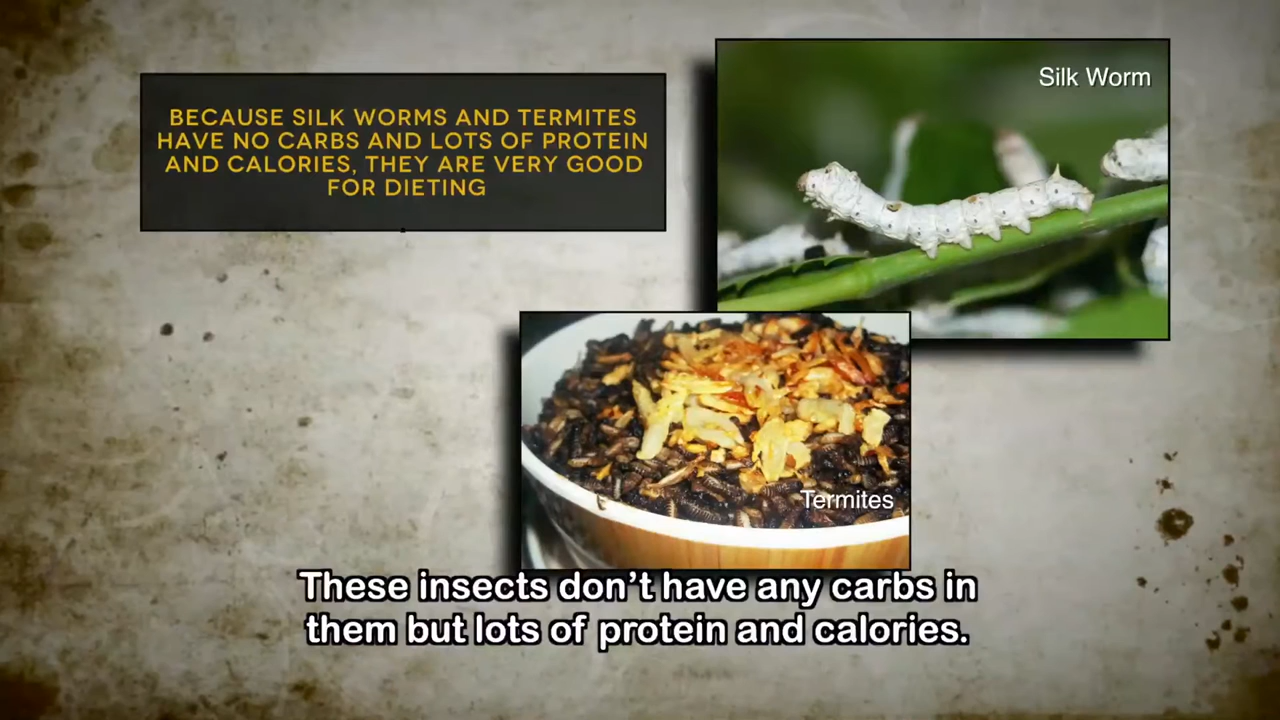 BECAUSE SILK WORMS AND TERMITES
HAVE NO CARBS AND LOTS OF PROTEIN
AND CALORIES, THEY ARE VERY GOOD
FOR DIETING
Silk Worm
Termites
These insects don't have any carbs in
them but lots of protein and calories.